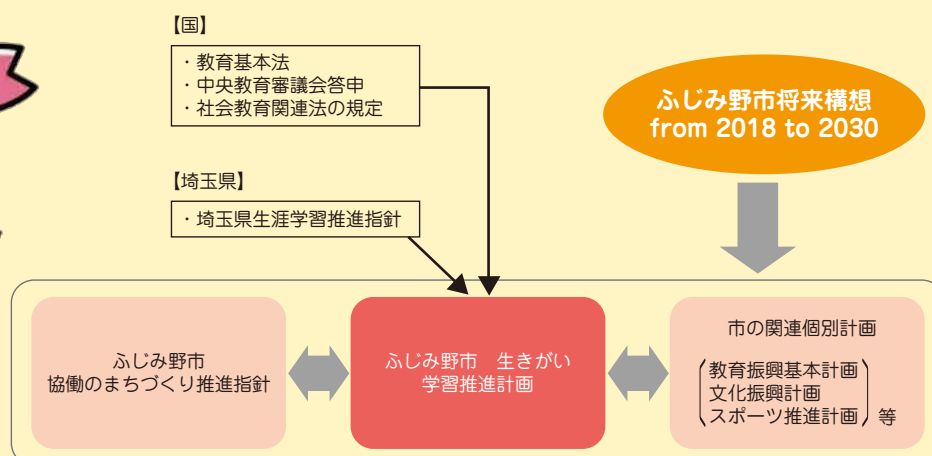 【国】
・教育基本法
・中央教育審議会答申
・社会教育関連法の規定
ふじみ野市将来構想
from 2018 to 2030
【埼玉県】
・埼玉県生涯学習推進指針
ふじみ野市
協働のまちづくり推進指針
ふじみ野市　生きがい
学習推進計画
市の関連個別計画
教育振興基本計画
文化振興計画
スポーツ推進計画 等